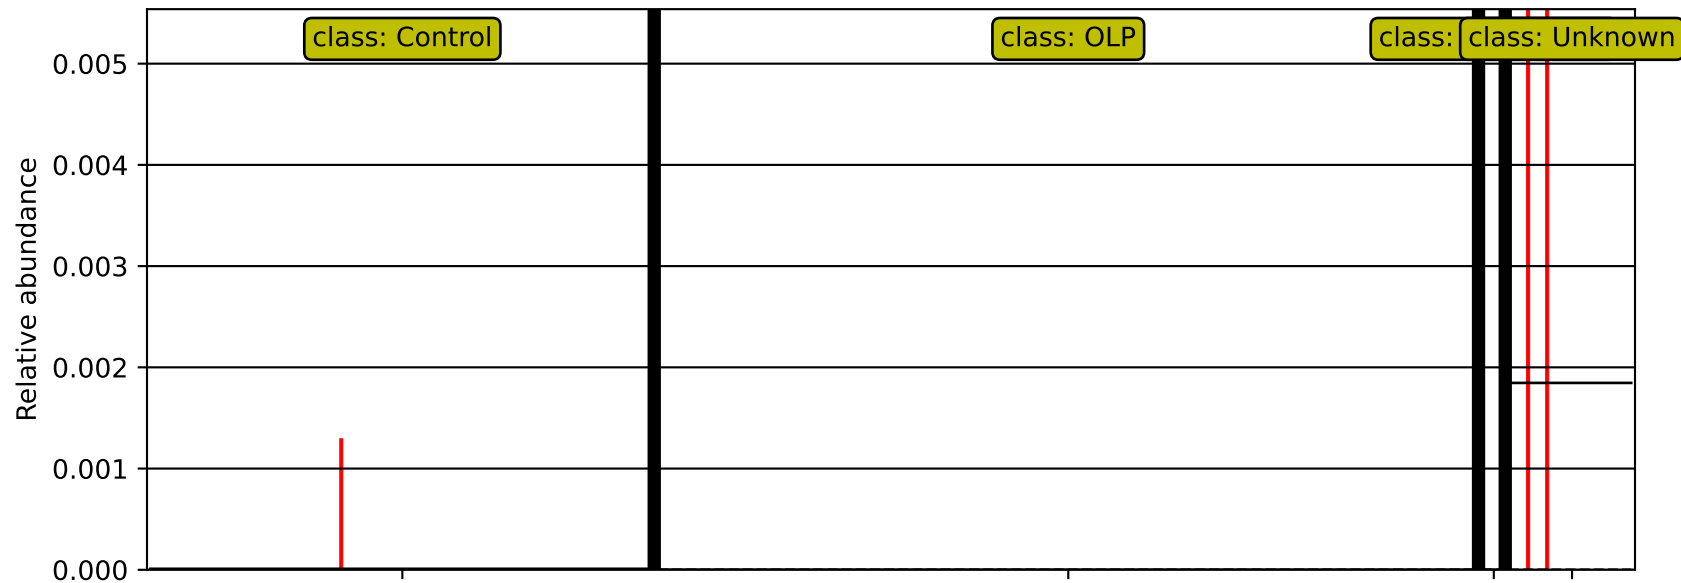 class: Control
class: OLP
class:
class: Unknown
0.005
0.004
0.003
0.002
0.001
0.000
Relative abundance